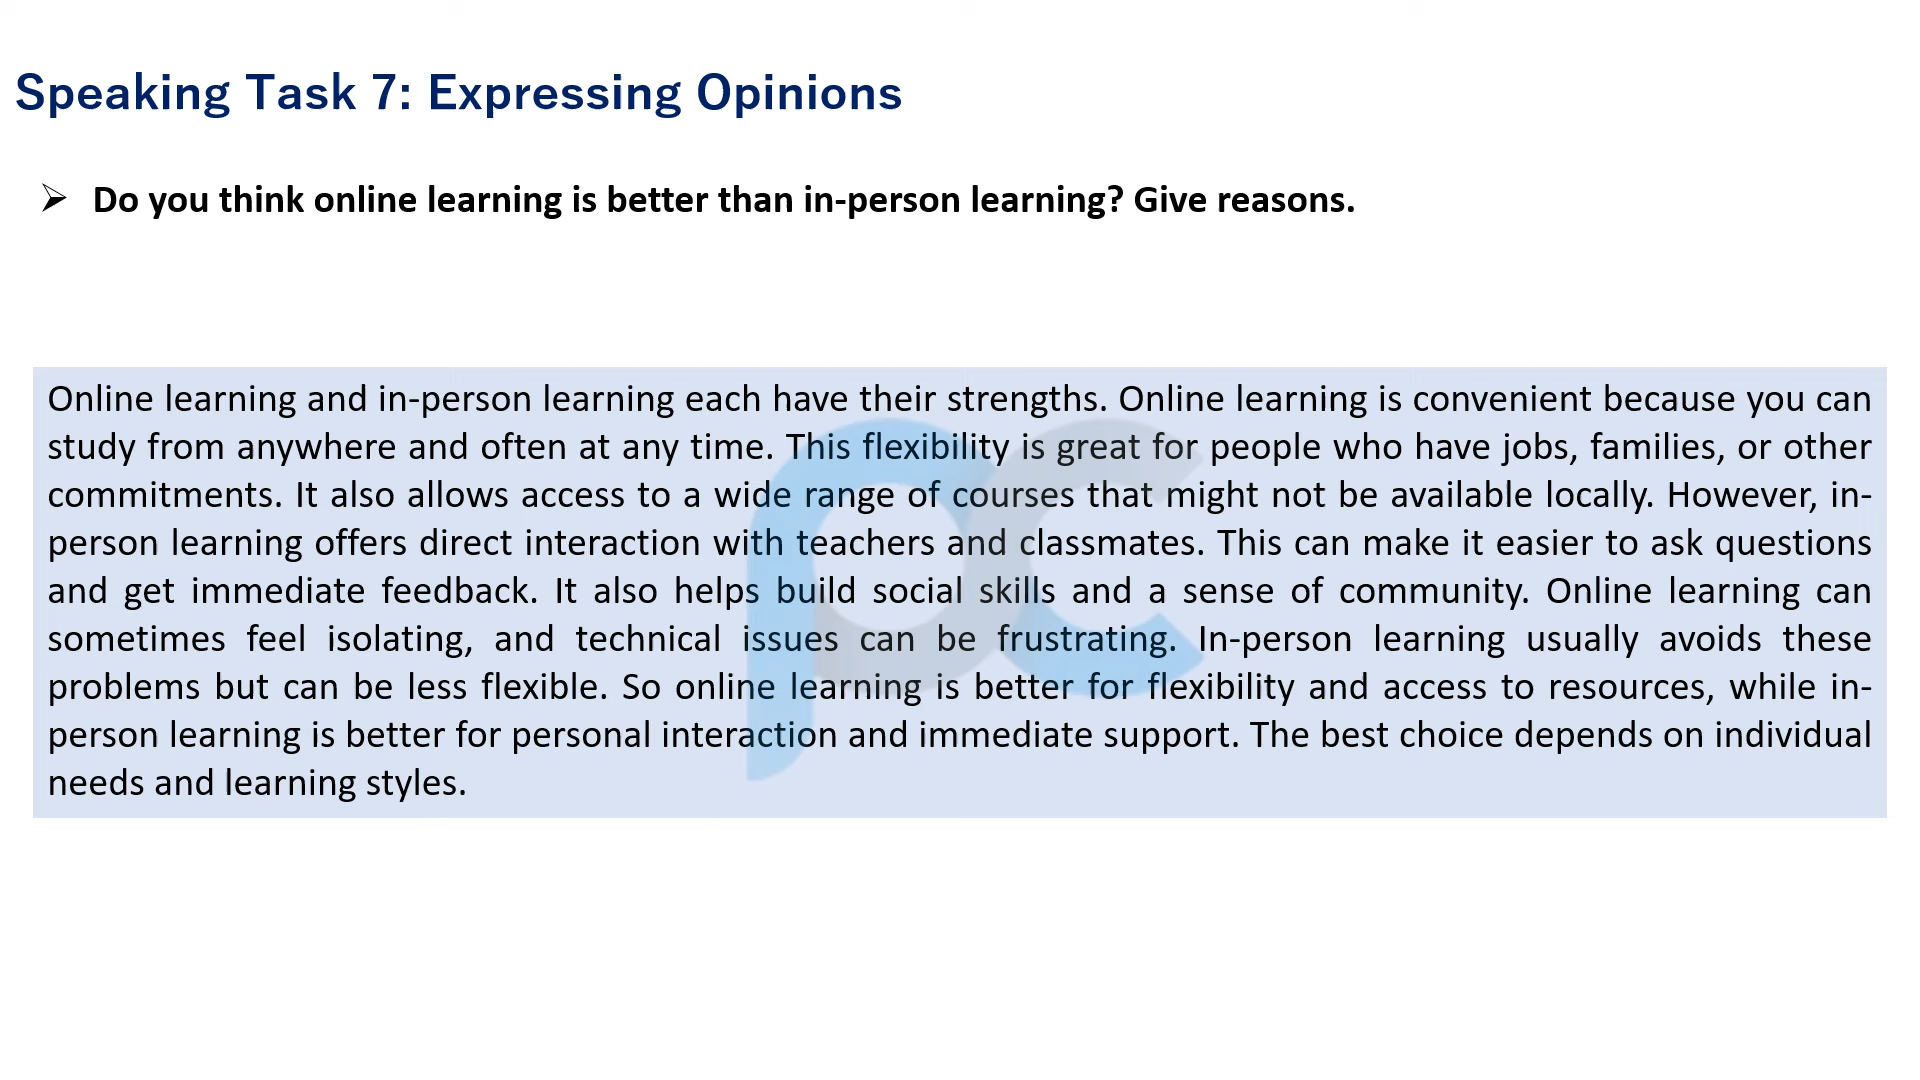 Speaking Task 7: Expressing Opinions
Do you think online learning is better than in-person learning? Give reasons.
Online learning and in-person learning each have their strengths. Online learning is convenient because you can
study from anywhere and often at any time. This flexibility is great for people who have jobs, families, or other
commitments. It also allows access to a wide range of courses that might not be available locally. However, in-
person learning offers direct interaction with teachers and classmates. This can make it easier to ask questions
and get immediate feedback. It also helps build social skills and a sense of community. Online learning can
sometimes feel isolating, and technical issues can be frustrating. In-person learning usually avoids these
problems but can be less flexible. So online learning is better for flexibility and access to resources, while in-
person learning is better for personal interaction and immediate support. The best choice depends on individual
needs and learning styles.
pc